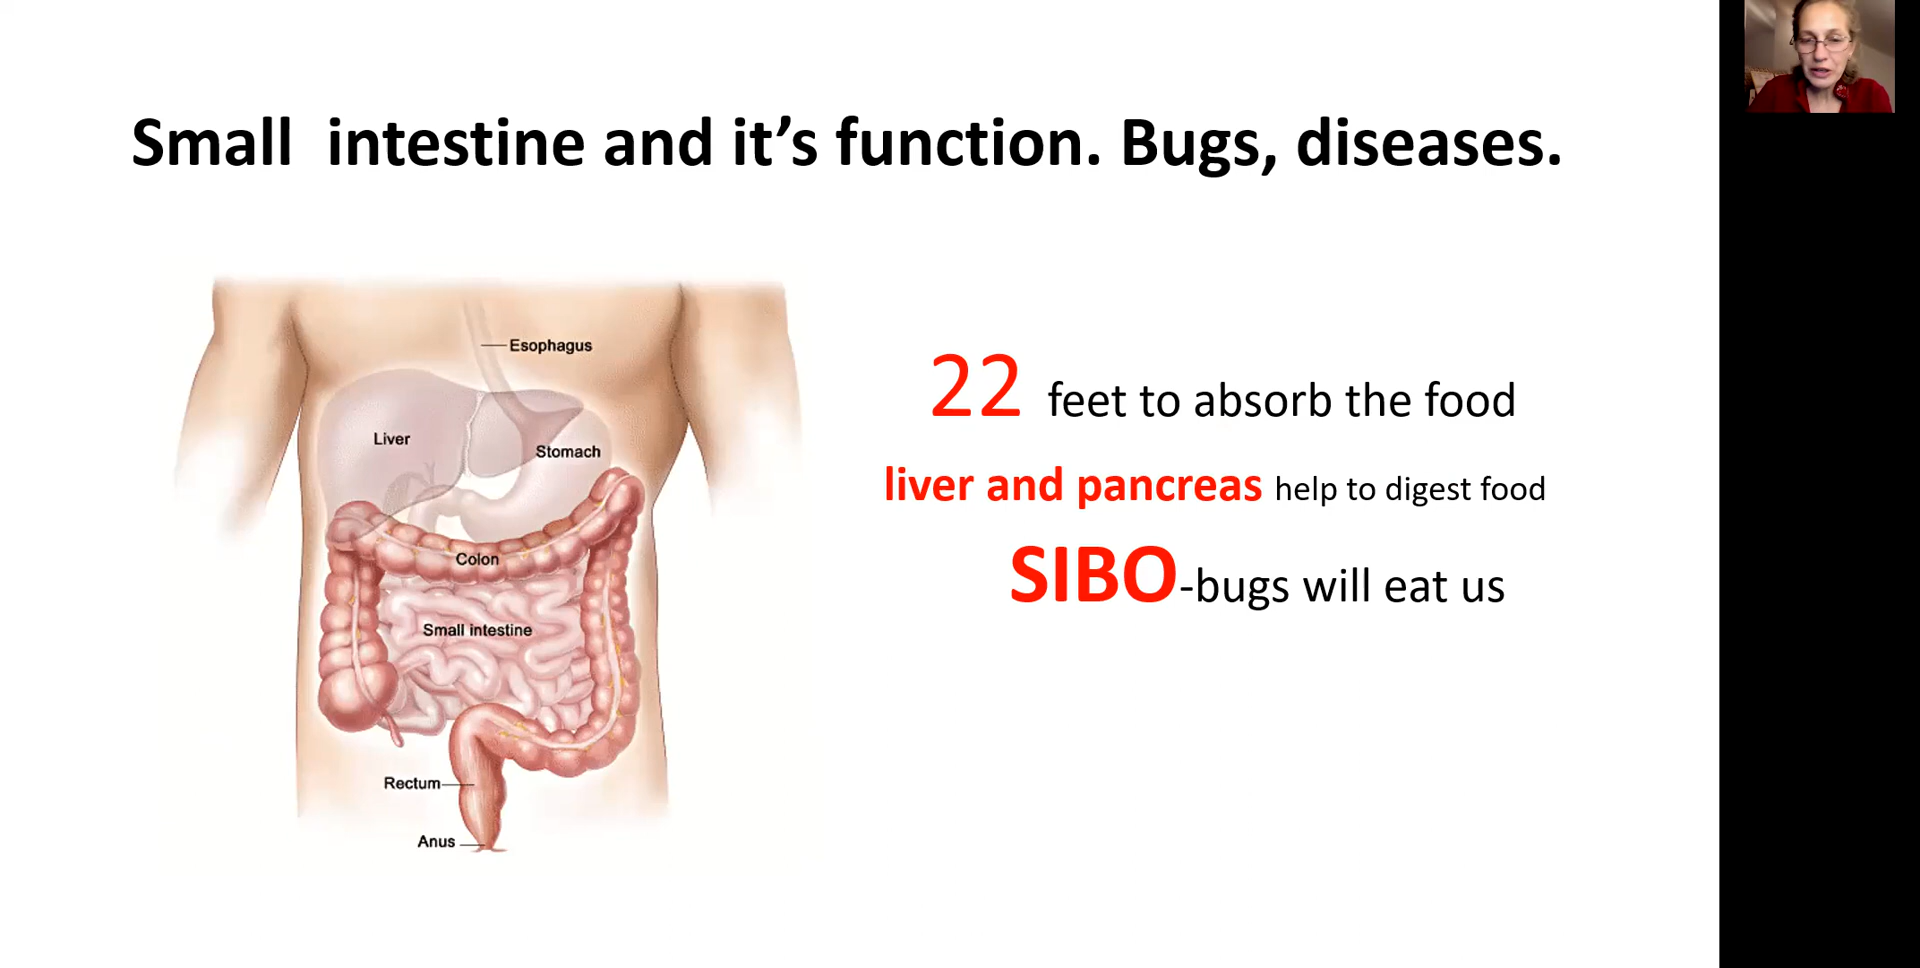 Small  intestine and it’s function. Bugs, diseases.
Esophagus
Liver
Stomach
Colon
Small intestine
Rectum
Anus
22 feet to absorb the food
liver and pancreas help to digest food
SIBO-bugs will eat us